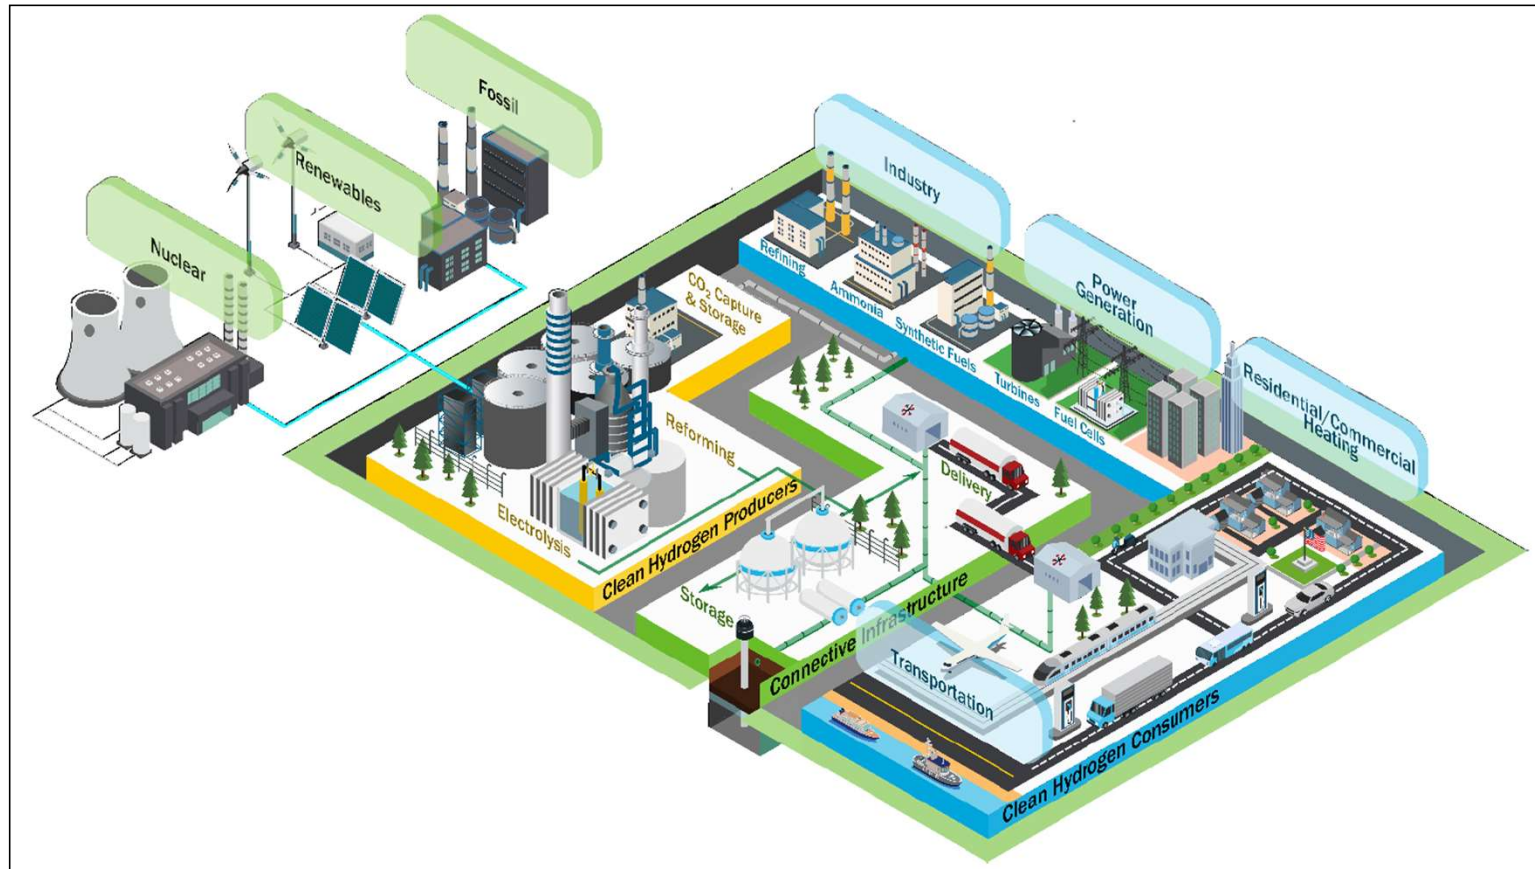 Fossil
Renewables
Nuclear
Industry
Power
Generation
Residential/Commercial
Heating
Refining
Ammonia
Synthetic Fuels
Turbines
Fuel Cells
CO₂ Capture
& Storage
Reforming
Electrolysis
Clean Hydrogen Producers
Delivery
Storage
Connective Infrastructure
Transportation
Clean Hydrogen Consumers